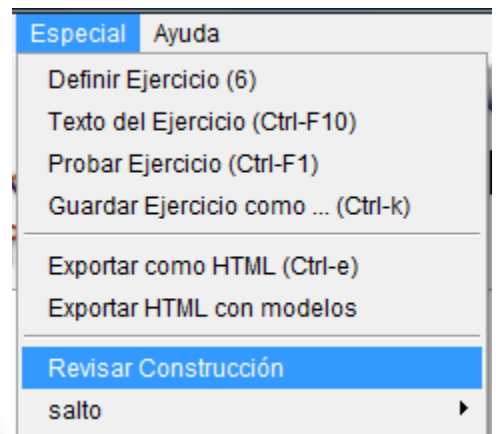 Especial Ayuda
Definir Ejercicio (6)
Texto del Ejercicio (Ctrl-F10)
Probar Ejercicio (Ctrl-F1)
Guardar Ejercicio como ... (Ctrl-k)
Exportar como HTML (Ctrl-e)
Exportar HTML con modelos
Revisar Construcción
salto